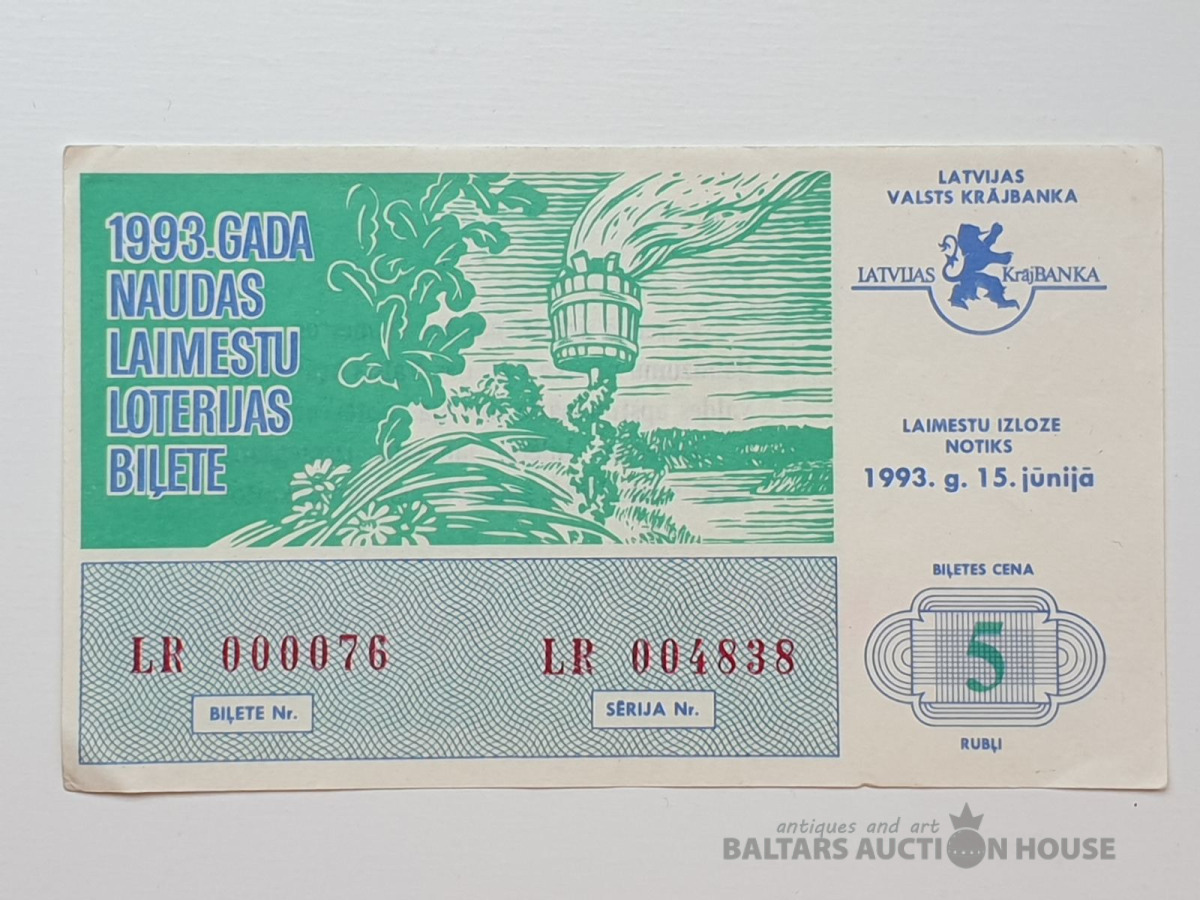 1993. GADA
NAUDAS
LAIMESTU
LOTERIJAS
BIĻETE
LATVIJAS
VALSTS KRĀJBANKA
LATVIJAS KrājBANKA
LAIMESTU IZLOZE
NOTIKS
1993. g. 15. jūnijā
BIĻETES CENA
5
RUBĻI
LR 000076
BIĻETE Nr.
LR 004838
SĒRIJA Nr.
antiques and art
BALTARS AUCTION HOUSE